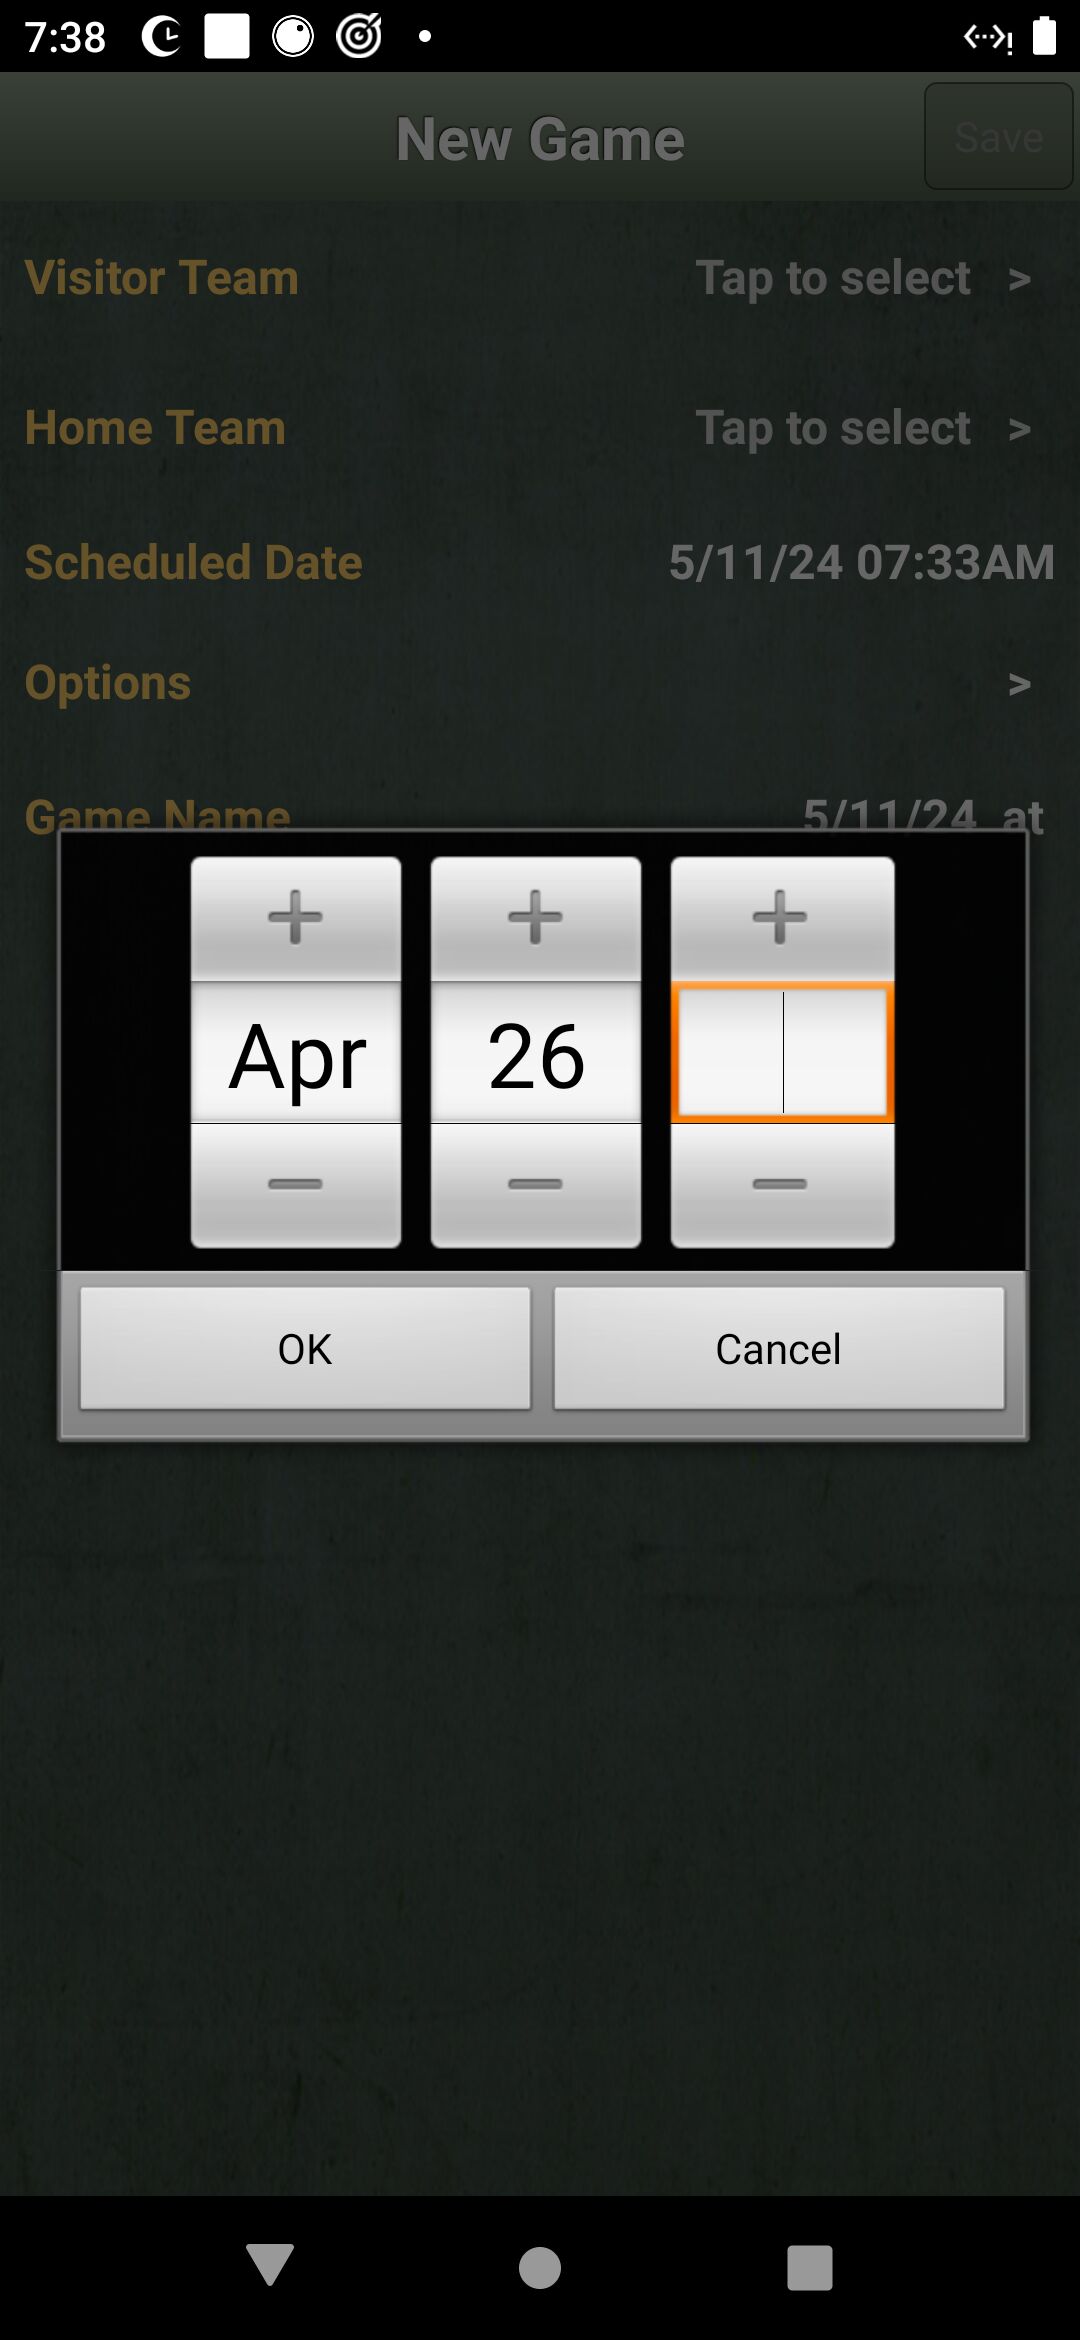 7:38
New Game
Save
Visitor Team Tap to select >
Home Team Tap to select >
Scheduled Date 5/11/24 07:33AM
Options >
Game Name 5/11/24 at
+ + +
Apr 26
− − −
OK Cancel